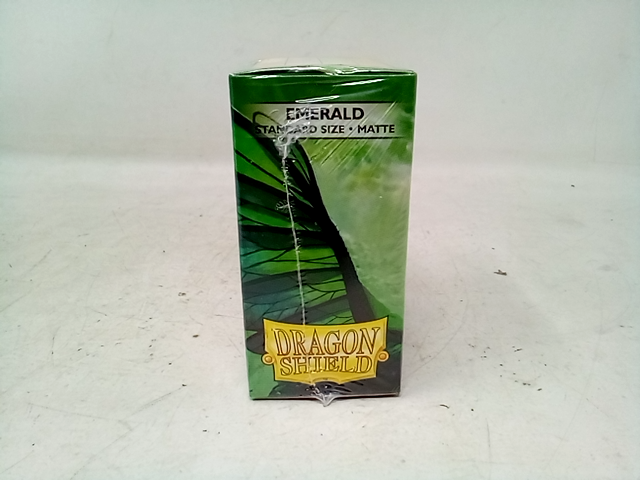 EMERALD
STANDARD SIZE • MATTE
DRAGON
SHIELD